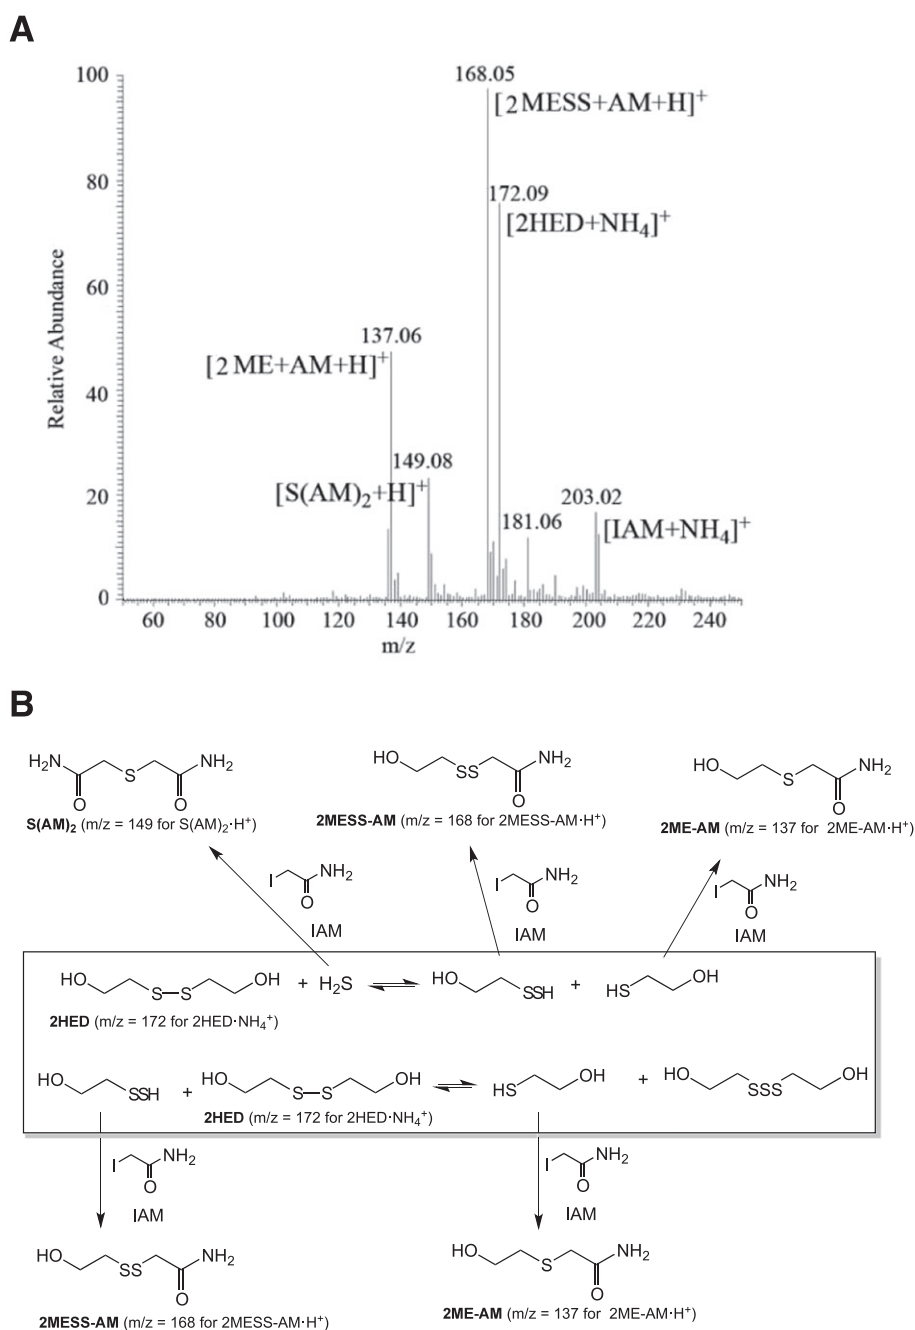 A
100
80
60
40
20
0
Relative Abundance
168.05
[2MESS+AM+H]⁺
172.09
[2HED+NH₄]⁺
137.06
[2 ME+AM+H]⁺
149.08
[S(AM)₂+H]⁺
181.06
203.02
[IAM+NH₄]⁺
60 80 100 120 140 160 180 200 220 240
m/z
B
H₂N S NH₂
O O
S(AM)₂ (m/z = 149 for S(AM)₂·H⁺)
HO SS NH₂
O
2MESS-AM (m/z = 168 for 2MESS-AM·H⁺)
HO S NH₂
O
2ME-AM (m/z = 137 for 2ME-AM·H⁺)
I NH₂
O
IAM
I NH₂
O
IAM
I NH₂
O
IAM
HO S S OH + H₂S HO SSH + HS OH
2HED (m/z = 172 for 2HED·NH₄⁺)
HO SSH + HO S S OH HS OH + HO SSS OH
2HED (m/z = 172 for 2HED·NH₄⁺)
I NH₂
O
IAM
I NH₂
O
IAM
HO SS NH₂
O
2MESS-AM (m/z = 168 for 2MESS-AM·H⁺)
HO S NH₂
O
2ME-AM (m/z = 137 for 2ME-AM·H⁺)